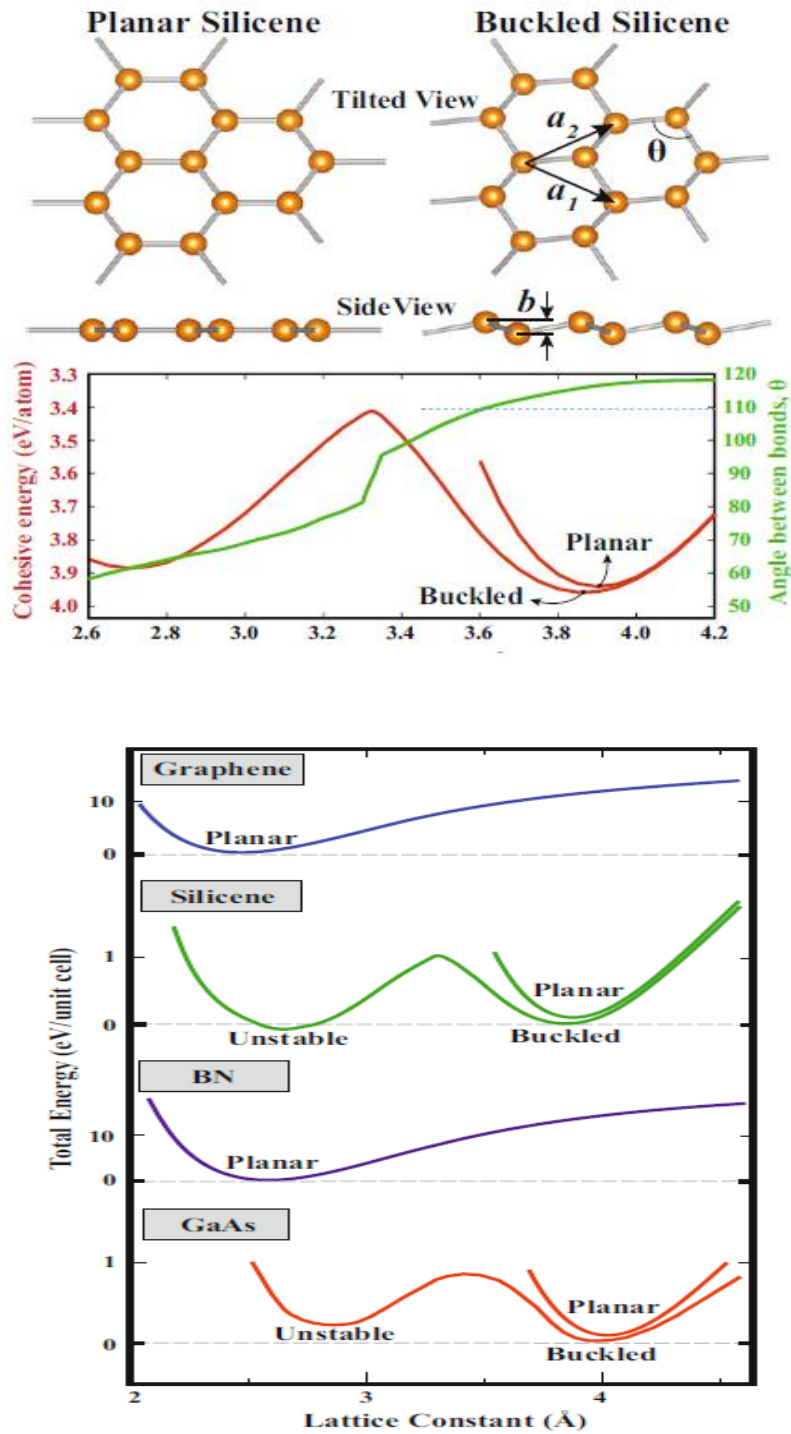 Planar Silicene
Buckled Silicene
Tilted View
a2
a1
θ
Side View
b
Cohesive energy (eV/atom)
3.3
3.4
3.5
3.6
3.7
3.8
3.9
4.0
Planar
Buckled
120
110
100
90
80
70
60
50
Angle between bonds, θ
2.6 2.8 3.0 3.2 3.4 3.6 3.8 4.0 4.2
Total Energy (eV/unit cell)
Graphene
10
Planar
0
Silicene
1
Planar
0
Unstable
Buckled
BN
10
Planar
0
GaAs
1
Planar
Unstable
0
Buckled
2 3 4
Lattice Constant (Å)